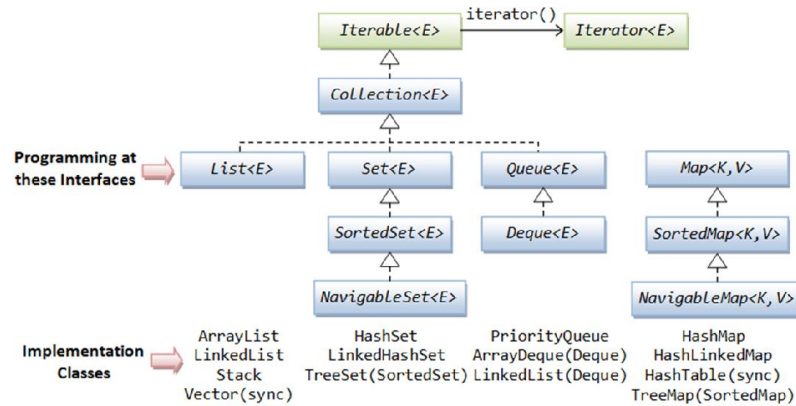 iterator()
Iterable<E> Iterator<E>
Collection<E>
Programming at
these Interfaces
List<E> Set<E> Queue<E> Map<K,V>
SortedSet<E> Deque<E> SortedMap<K,V>
NavigableSet<E> NavigableMap<K,V>
Implementation
Classes
ArrayList
LinkedList
Stack
Vector(sync)
HashSet
LinkedHashSet
TreeSet(SortedSet)
PriorityQueue
ArrayDeque(Deque)
LinkedList(Deque)
HashMap
HashLinkedMap
HashTable(sync)
TreeMap(SortedMap)